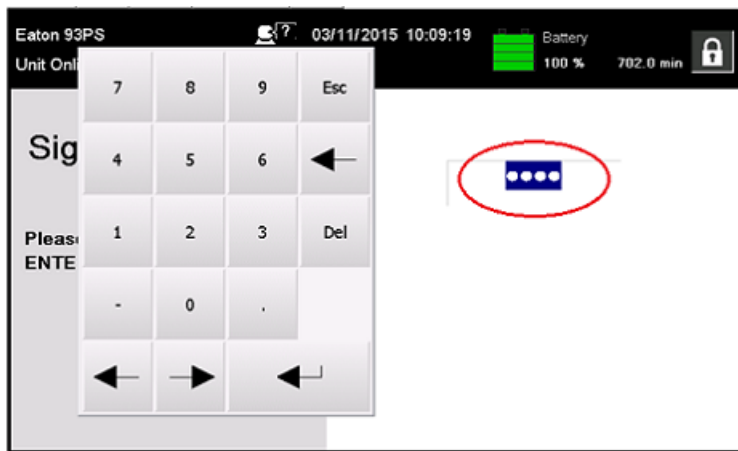 Eaton 93PS ? 03/11/2015 10:09:19 Battery
Unit Onl 100 % 702.0 min
7 8 9 Esc
Sig
4 5 6
Pleas 1 2 3 Del
ENTE
- 0 .